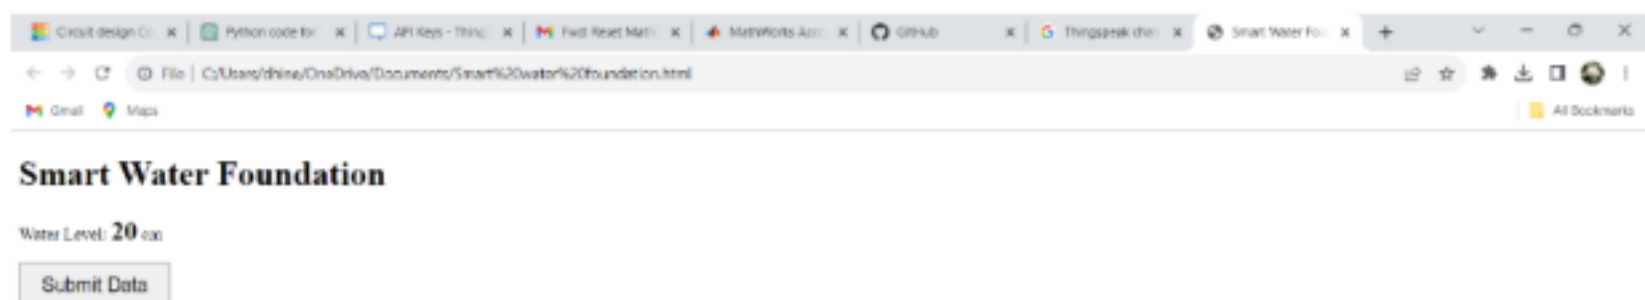 Circuit design C Python code for API Keys - Thing Fwd: Reset Math MathWorks Acc GitHub Thingspeak chan Smart Water Fou
File C:/Users/dhine/OneDrive/Documents/Smart%20water%20foundation.html
Gmail Maps All Bookmarks
Smart Water Foundation
Water Level: 20 cm
Submit Data